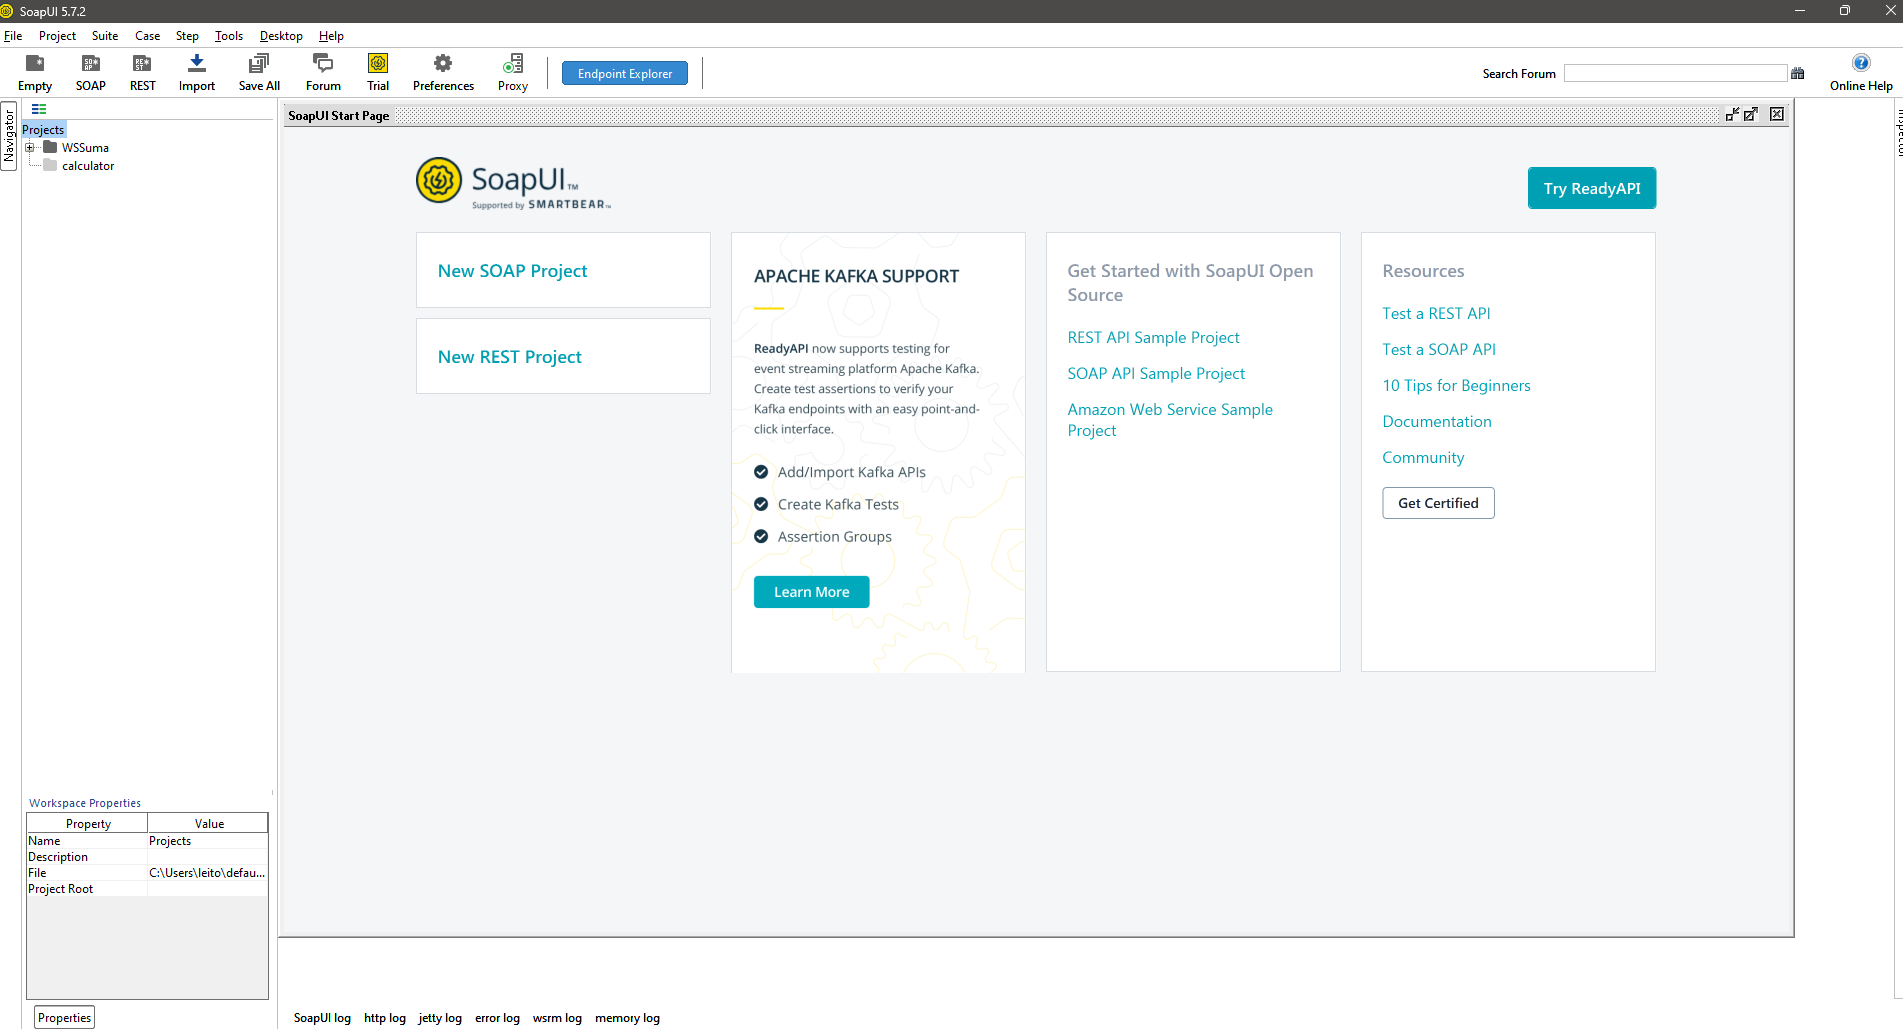 SoapUI 5.7.2
File Project Suite Case Step Tools Desktop Help
Empty SOAP REST Import Save All Forum Trial Preferences Proxy Endpoint Explorer Search Forum Online Help
Navigator
Projects
WSSuma
calculator
SoapUI Start Page
SoapUI™
Supported by SMARTBEAR™
Try ReadyAPI
New SOAP Project
New REST Project
APACHE KAFKA SUPPORT
ReadyAPI now supports testing for
event streaming platform Apache Kafka.
Create test assertions to verify your
Kafka endpoints with an easy point-and-
click interface.
Add/Import Kafka APIs
Create Kafka Tests
Assertion Groups
Learn More
Get Started with SoapUI Open
Source
REST API Sample Project
SOAP API Sample Project
Amazon Web Service Sample
Project
Resources
Test a REST API
Test a SOAP API
10 Tips for Beginners
Documentation
Community
Get Certified
Workspace Properties
Property Value
Name Projects
Description
File C:\Users\leito\defau...
Project Root
Properties
SoapUI log http log jetty log error log wsrm log memory log